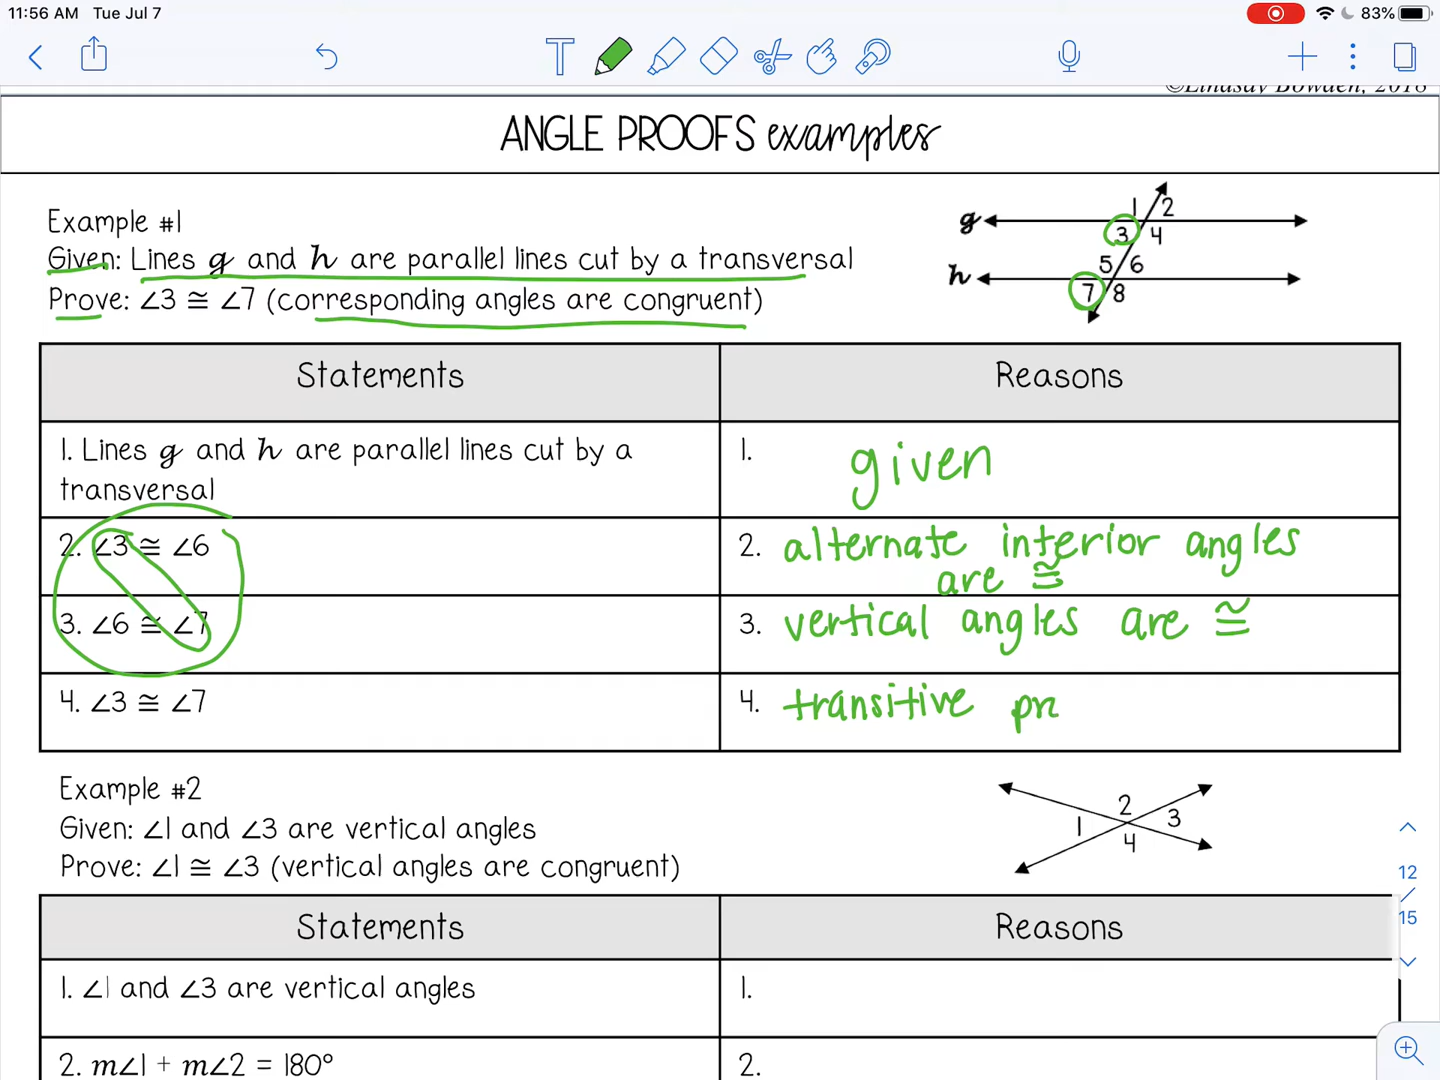 11:56 AM Tue Jul 7
83%
©Lindsay Bowden, 2018
ANGLE PROOFS examples
Example #1
Given: Lines g and h are parallel lines cut by a transversal
Prove: ∠3 ≅ ∠7 (corresponding angles are congruent)
g
1 2
3 4
h
5 6
7 8
Statements
Reasons
1. Lines g and h are parallel lines cut by a
transversal
1. given
2. ∠3 ≅ ∠6
2. alternate interior angles
are ≅
3. ∠6 ≅ ∠7
3. vertical angles are ≅
4. ∠3 ≅ ∠7
4. transitive pr
Example #2
Given: ∠1 and ∠3 are vertical angles
Prove: ∠1 ≅ ∠3 (vertical angles are congruent)
2
1 3
4
12
15
Statements
Reasons
1. ∠1 and ∠3 are vertical angles
1.
2. m∠1 + m∠2 = 180°
2.